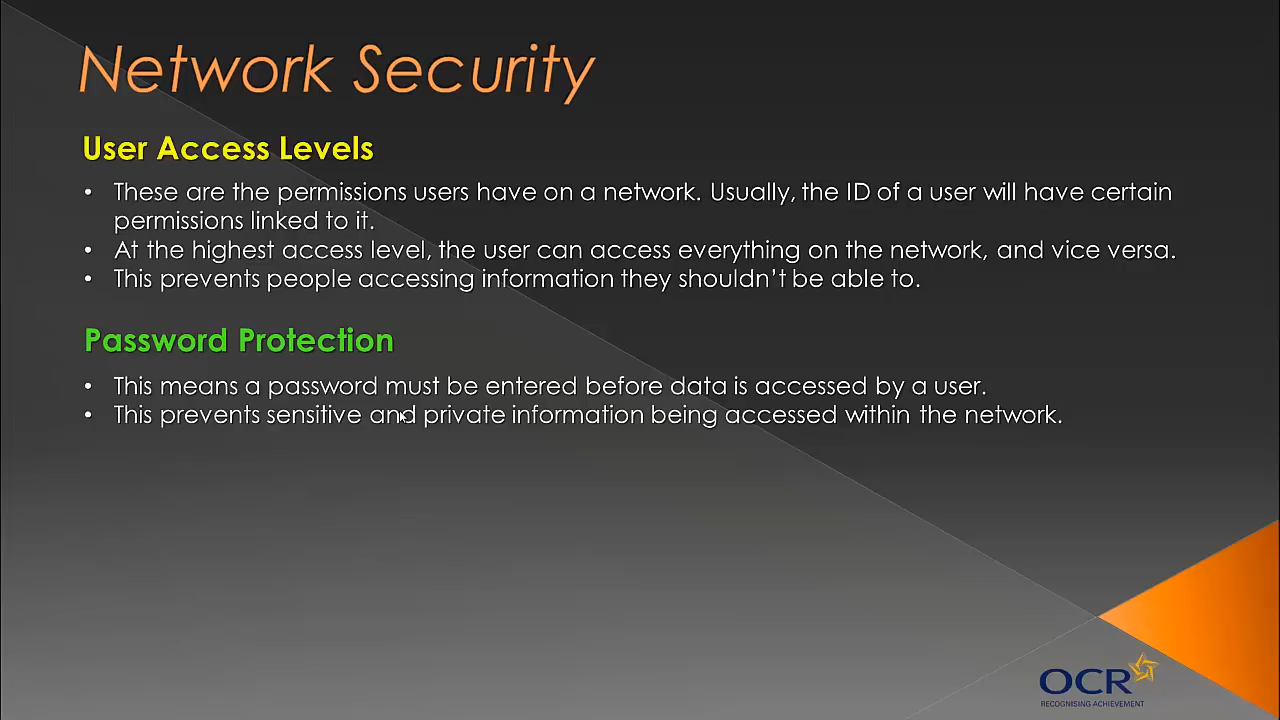 Network Security
User Access Levels
• These are the permissions users have on a network. Usually, the ID of a user will have certain
permissions linked to it.
• At the highest access level, the user can access everything on the network, and vice versa.
• This prevents people accessing information they shouldn't be able to.
Password Protection
• This means a password must be entered before data is accessed by a user.
• This prevents sensitive and private information being accessed within the network.
OCR
RECOGNISING ACHIEVEMENT